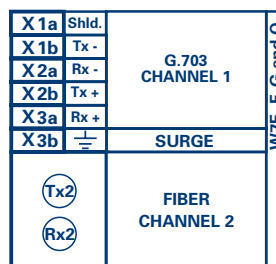 X1a Shld.
X1b Tx -
X2a Rx -
X2b Tx +
X3a Rx +
X3b
G.703
CHANNEL 1
SURGE
Tx2
Rx2
FIBER
CHANNEL 2